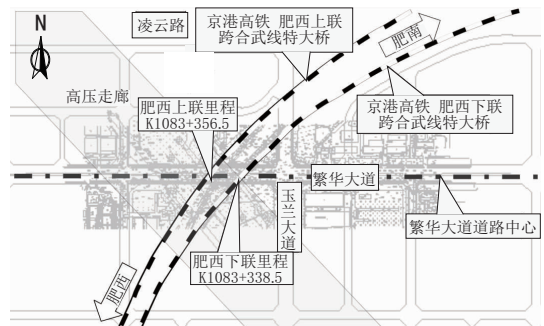 N
凌云路
京港高铁 肥西上联
跨合武线特大桥
肥南
高压走廊
肥西上联里程
K1083+356.5
京港高铁 肥西下联
跨合武线特大桥
繁华大道
玉兰大道
繁华大道道路中心
肥西下联里程
K1083+338.5
肥西